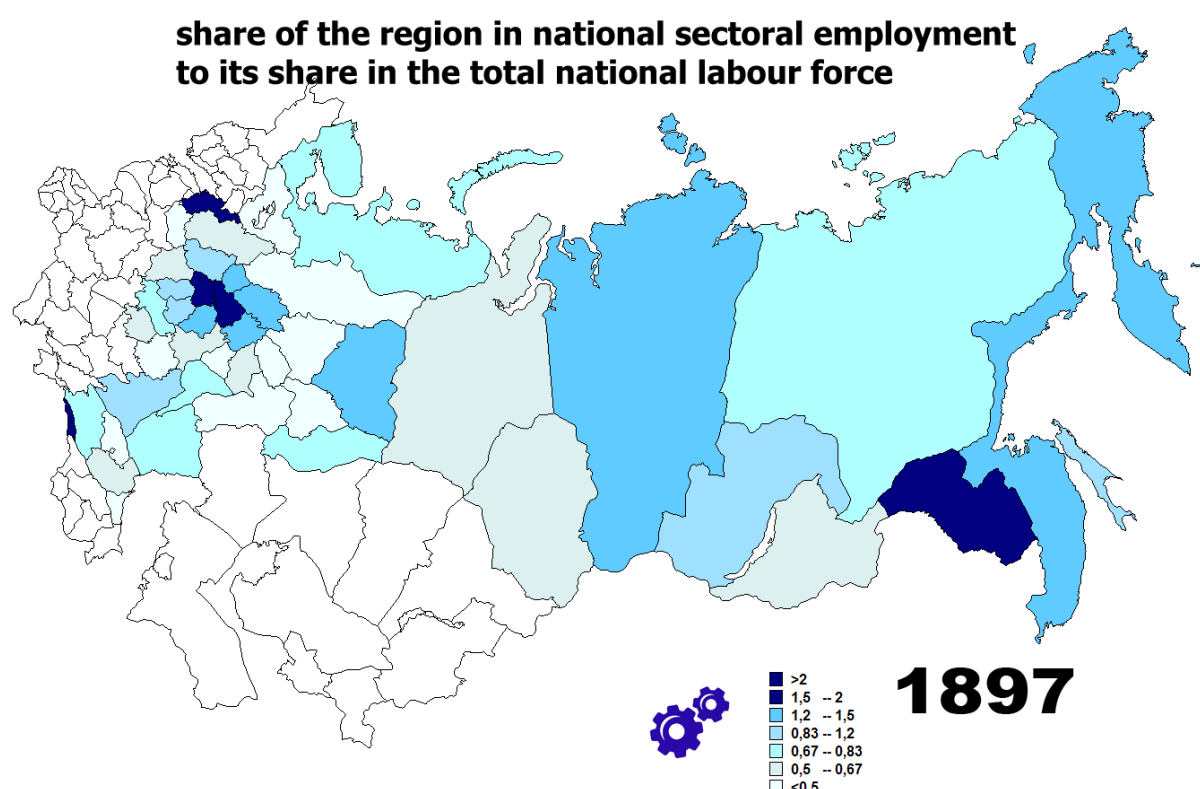 share of the region in national sectoral employment
to its share in the total national labour force
>2
1,5 -- 2
1,2 -- 1,5
0,83 -- 1,2
0,67 -- 0,83
0,5 -- 0,67
<0,5
1897